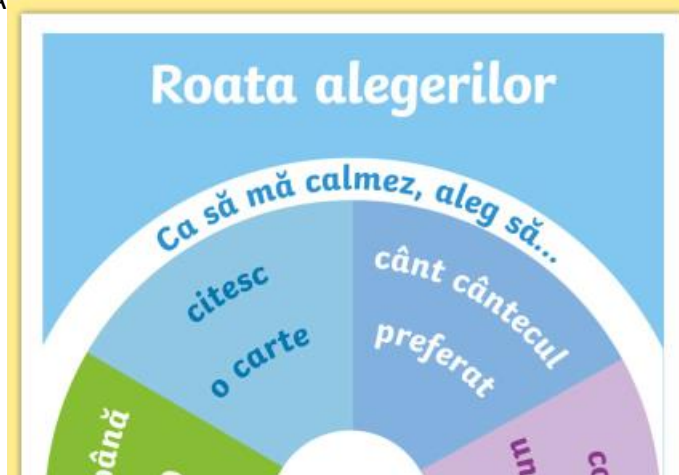 Roata alegerilor
Ca să mă calmez, aleg să...
citesc
o carte
cânt cântecul
preferat